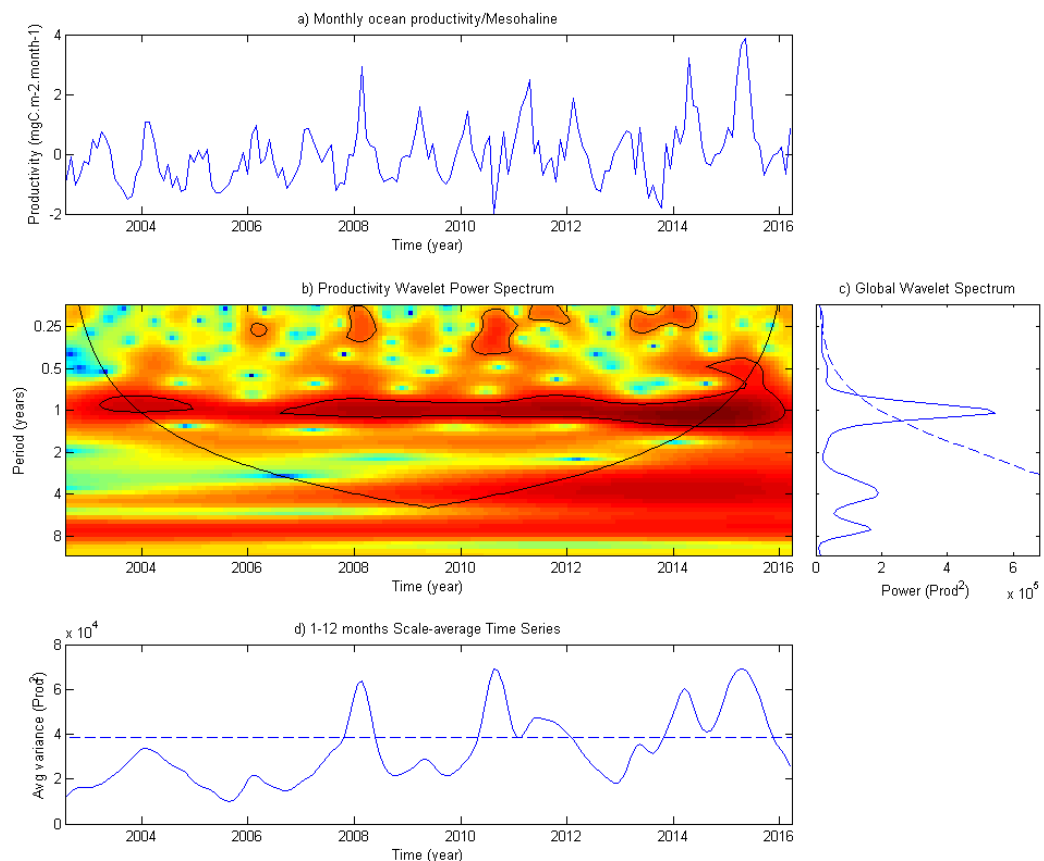 a) Monthly ocean productivity/Mesohaline
Productivity (mgC.m-2.month-1)
4
2
0
-2
2004 2006 2008 2010 2012 2014 2016
Time (year)
b) Productivity Wavelet Power Spectrum
Period (years)
0.25
0.5
1
2
4
8
2004 2006 2008 2010 2012 2014 2016
Time (year)
c) Global Wavelet Spectrum
0 2 4 6
Power (Prod²)
x 10⁵
d) 1-12 months Scale-average Time Series
x 10⁴
Avg variance (Prod²)
8
6
4
2
0
2004 2006 2008 2010 2012 2014 2016
Time (year)